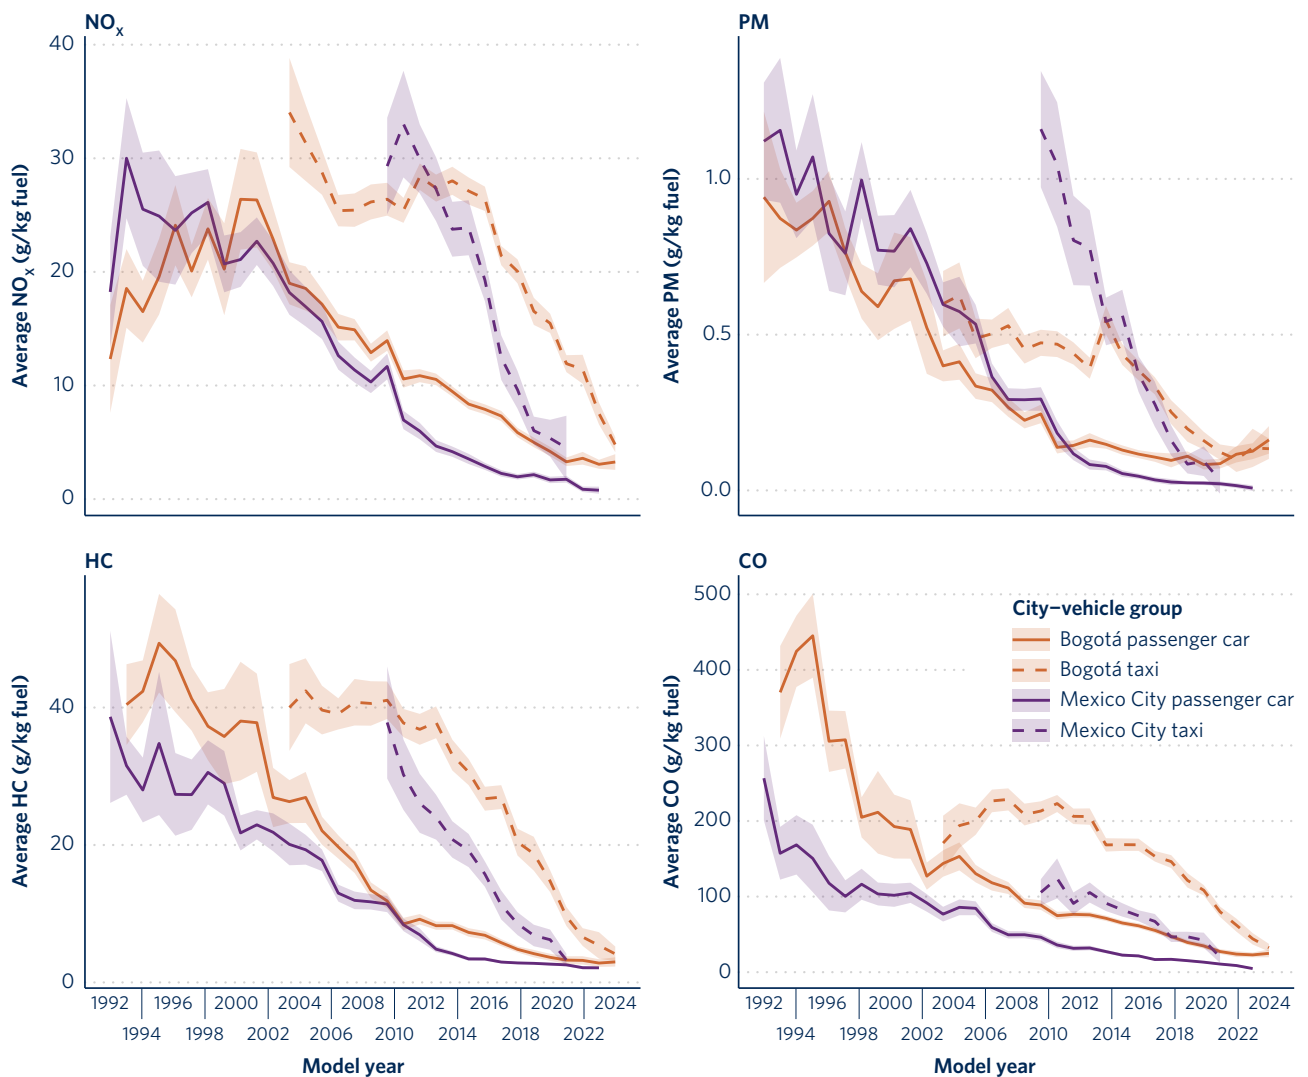 NOx
Average NOx (g/kg fuel)
40
30
20
10
0
PM
Average PM (g/kg fuel)
1.0
0.5
0.0
HC
Average HC (g/kg fuel)
40
20
0
1992 1996 2000 2004 2008 2012 2016 2020 2024
1994 1998 2002 2006 2010 2014 2018 2022
Model year
CO
Average CO (g/kg fuel)
500
400
300
200
100
0
City–vehicle group
Bogotá passenger car
Bogotá taxi
Mexico City passenger car
Mexico City taxi
1992 1996 2000 2004 2008 2012 2016 2020 2024
1994 1998 2002 2006 2010 2014 2018 2022
Model year